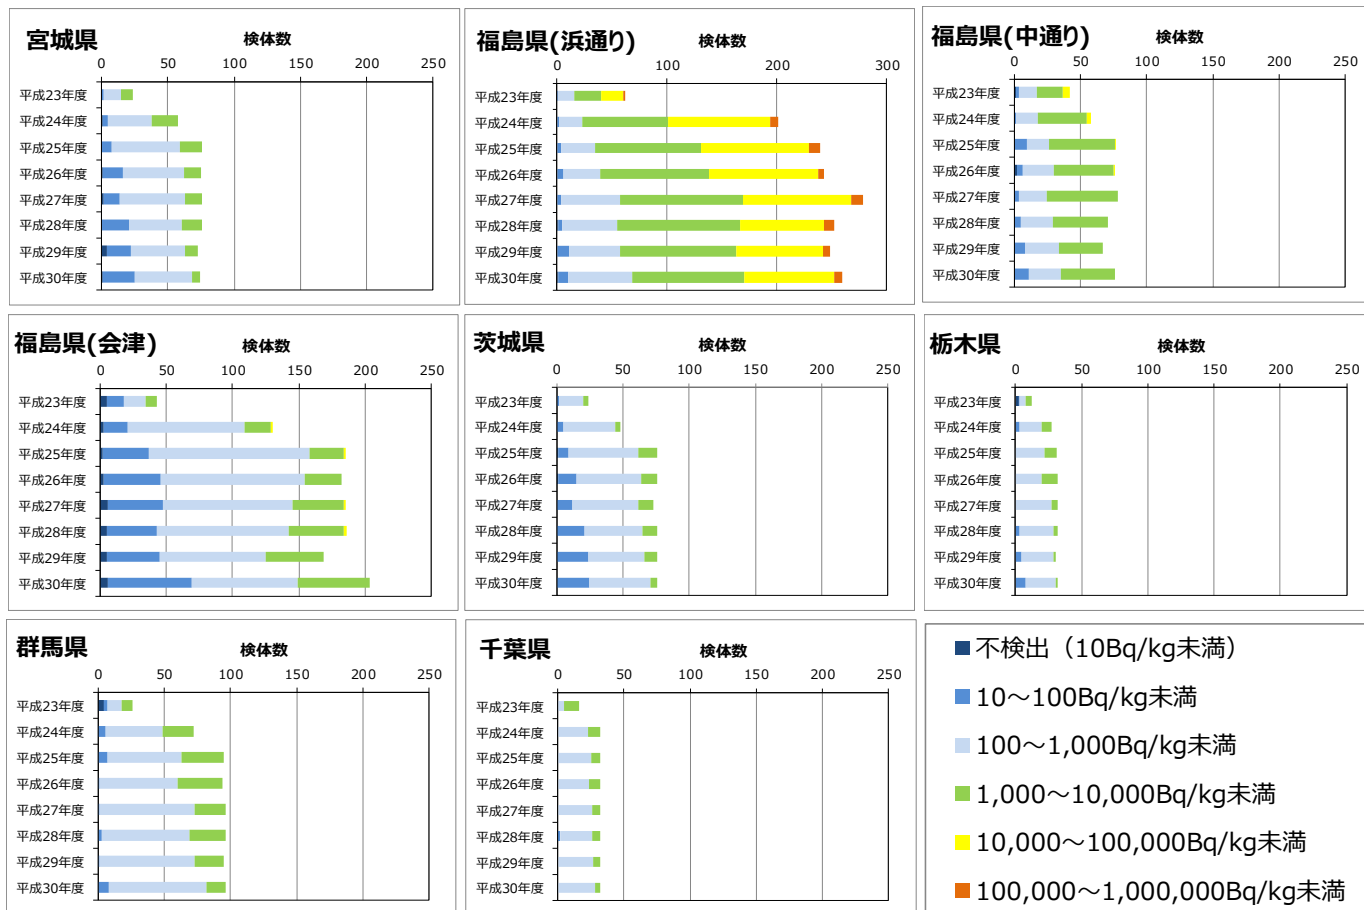 宮城県
検体数
0 50 100 150 200 250
平成23年度
平成24年度
平成25年度
平成26年度
平成27年度
平成28年度
平成29年度
平成30年度
福島県(浜通り)
検体数
0 100 200 300
平成23年度
平成24年度
平成25年度
平成26年度
平成27年度
平成28年度
平成29年度
平成30年度
福島県(中通り)
検体数
0 50 100 150 200 250
平成23年度
平成24年度
平成25年度
平成26年度
平成27年度
平成28年度
平成29年度
平成30年度
福島県(会津)
検体数
0 50 100 150 200 250
平成23年度
平成24年度
平成25年度
平成26年度
平成27年度
平成28年度
平成29年度
平成30年度
茨城県
検体数
0 50 100 150 200 250
平成23年度
平成24年度
平成25年度
平成26年度
平成27年度
平成28年度
平成29年度
平成30年度
栃木県
検体数
0 50 100 150 200 250
平成23年度
平成24年度
平成25年度
平成26年度
平成27年度
平成28年度
平成29年度
平成30年度
群馬県
検体数
0 50 100 150 200 250
平成23年度
平成24年度
平成25年度
平成26年度
平成27年度
平成28年度
平成29年度
平成30年度
千葉県
検体数
0 50 100 150 200 250
平成23年度
平成24年度
平成25年度
平成26年度
平成27年度
平成28年度
平成29年度
平成30年度
不検出（10Bq/kg未満）
10～100Bq/kg未満
100～1,000Bq/kg未満
1,000～10,000Bq/kg未満
10,000～100,000Bq/kg未満
100,000～1,000,000Bq/kg未満